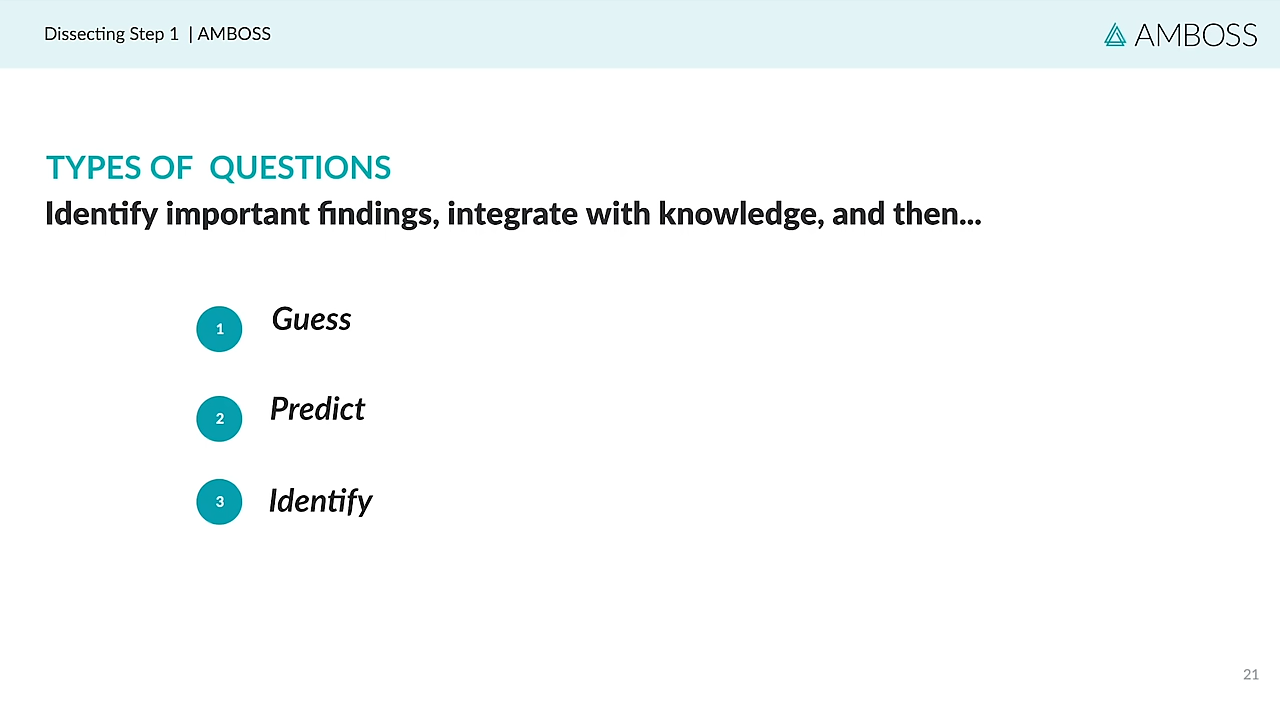 Dissecting Step 1 | AMBOSS
AMBOSS
TYPES OF QUESTIONS
Identify important findings, integrate with knowledge, and then...
1 Guess
2 Predict
3 Identify
21